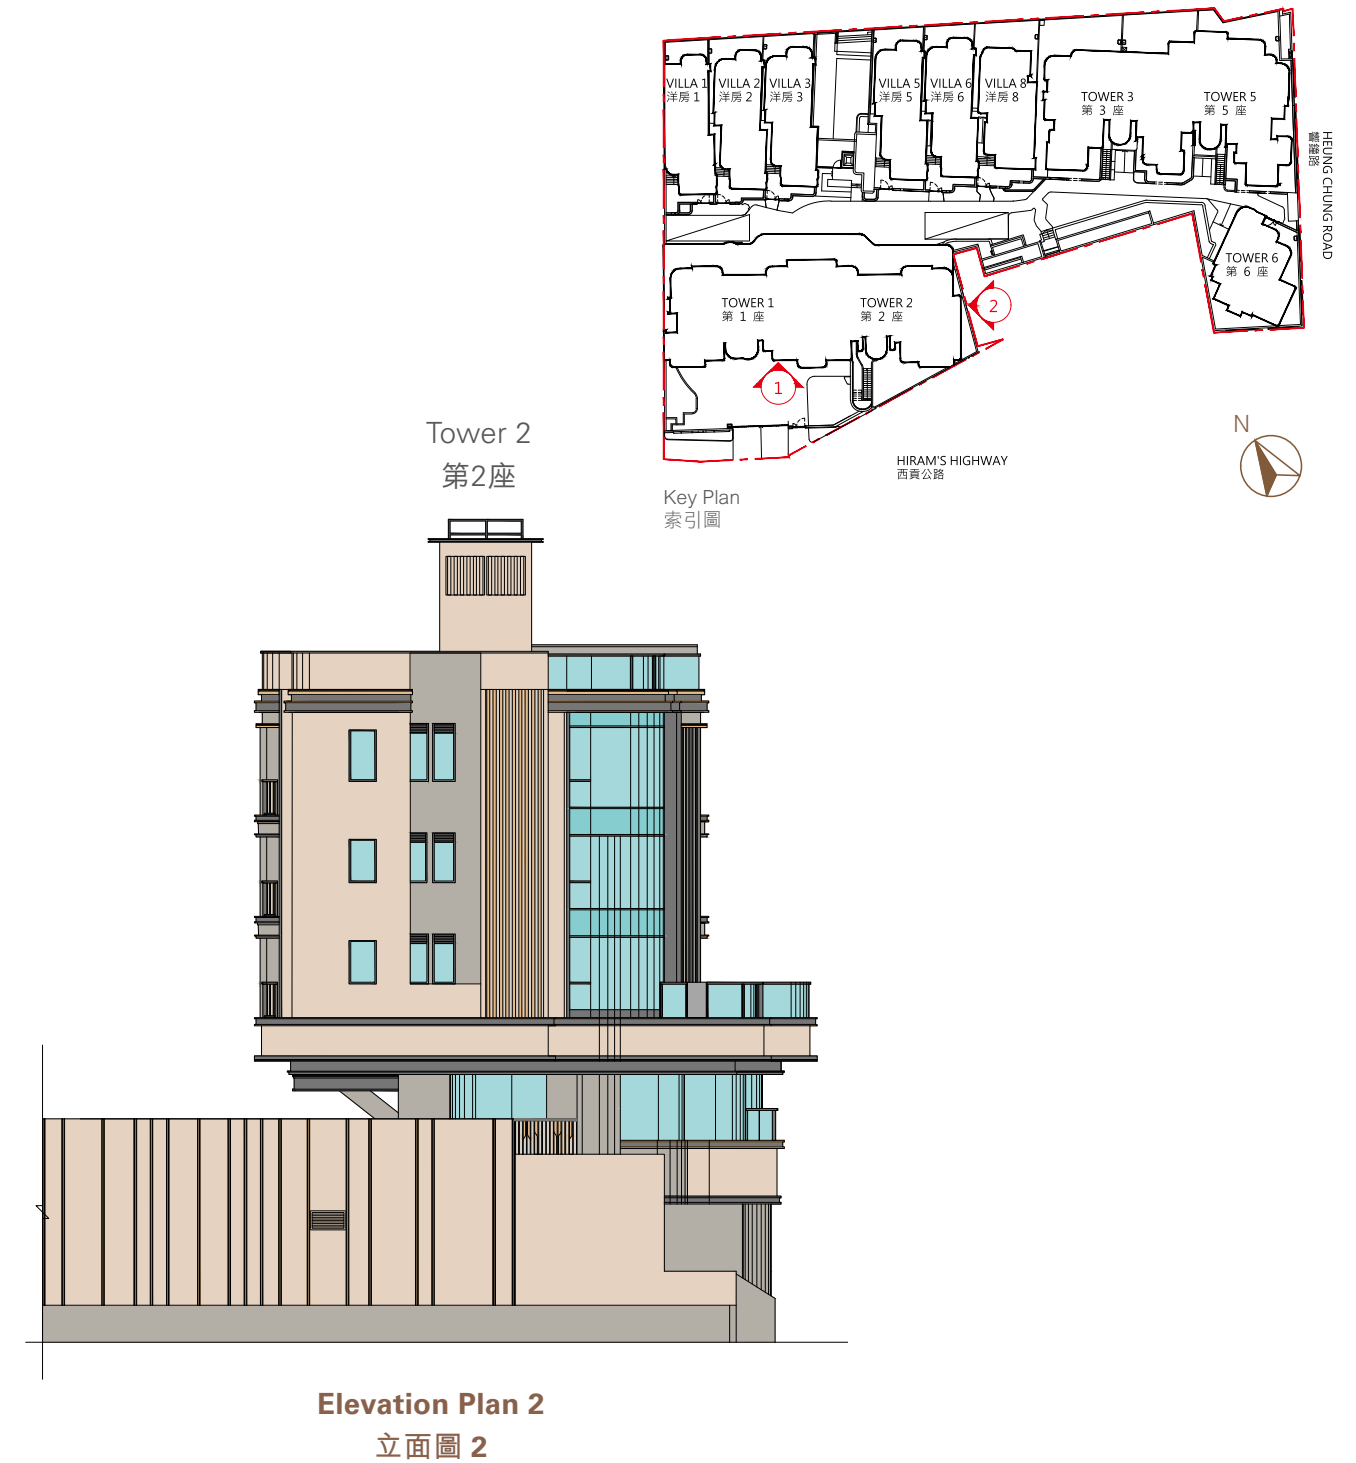 VILLA 1
洋房 1
VILLA 2
洋房 2
VILLA 3
洋房 3
VILLA 5
洋房 5
VILLA 6
洋房 6
VILLA 8
洋房 8
TOWER 3
第 3 座
TOWER 5
第 5 座
HEUNG CHUNG ROAD
響鐘路
TOWER 6
第 6 座
TOWER 1
第 1 座
TOWER 2
第 2 座
2
1
N
HIRAM'S HIGHWAY
西貢公路
Key Plan
索引圖
Tower 2
第2座
Elevation Plan 2
立面圖 2